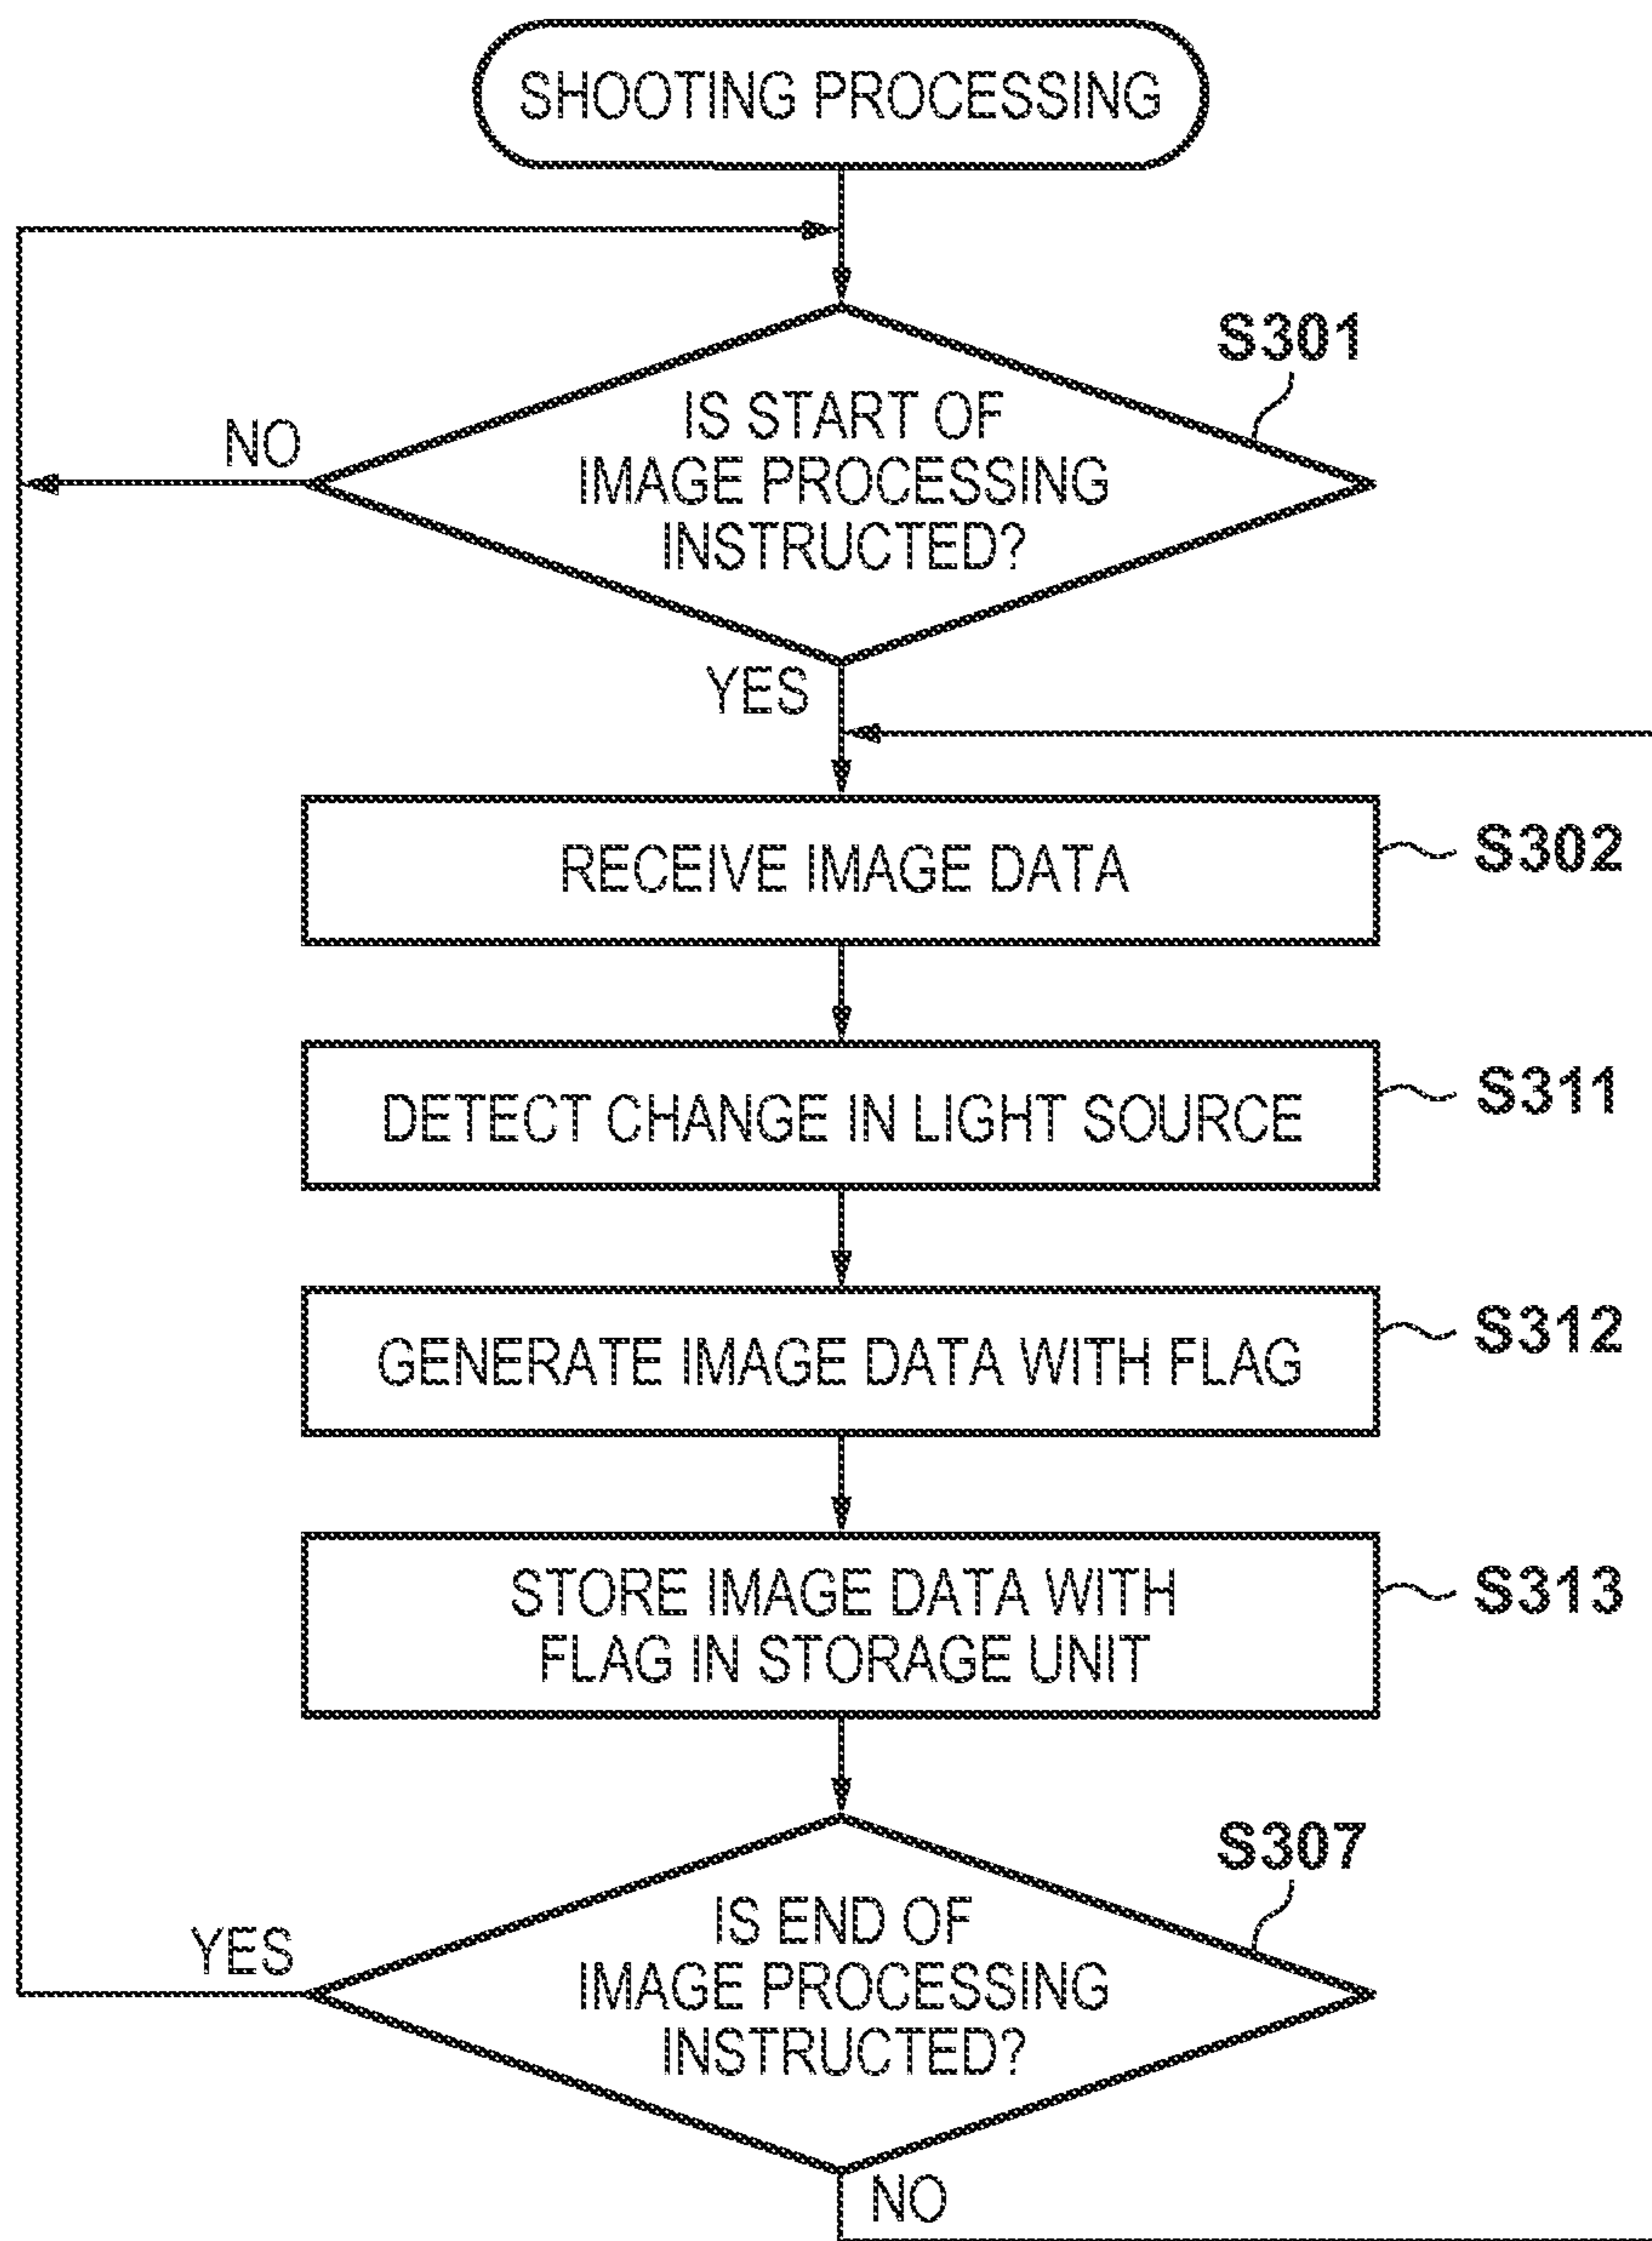 SHOOTING PROCESSING
S301
IS START OF
IMAGE PROCESSING
INSTRUCTED?
NO
YES
RECEIVE IMAGE DATA
S302
DETECT CHANGE IN LIGHT SOURCE
S311
GENERATE IMAGE DATA WITH FLAG
S312
STORE IMAGE DATA WITH
FLAG IN STORAGE UNIT
S313
S307
IS END OF
IMAGE PROCESSING
INSTRUCTED?
YES
NO